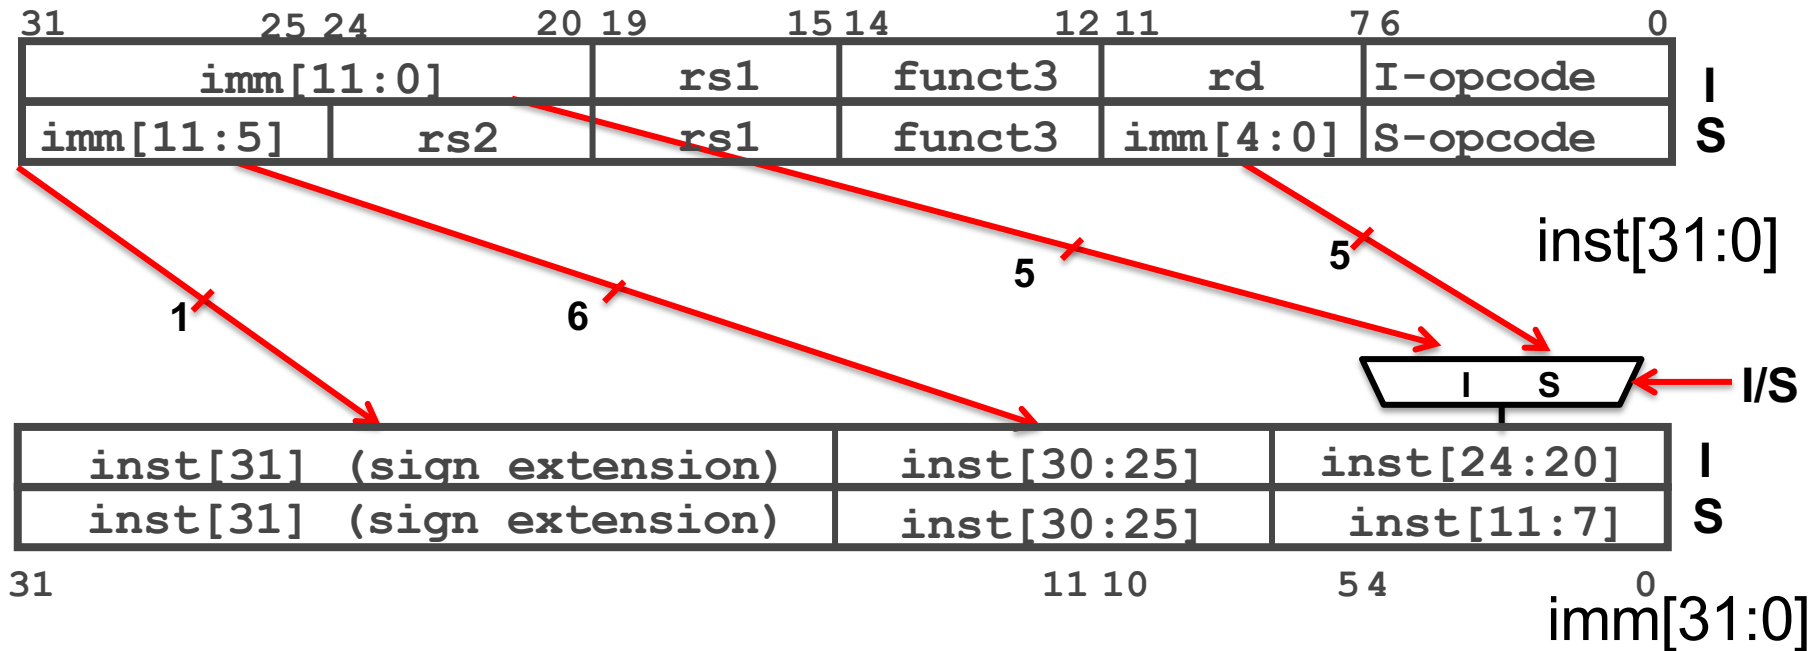 31 25 24 20 19 15 14 12 11 7 6 0
imm[11:0] rs1 funct3 rd I-opcode I
imm[11:5] rs2 rs1 funct3 imm[4:0] S-opcode S
inst[31:0]
1 6 5 5
I S I/S
inst[31] (sign extension) inst[30:25] inst[24:20] I
inst[31] (sign extension) inst[30:25] inst[11:7] S
31 11 10 5 4 0
imm[31:0]